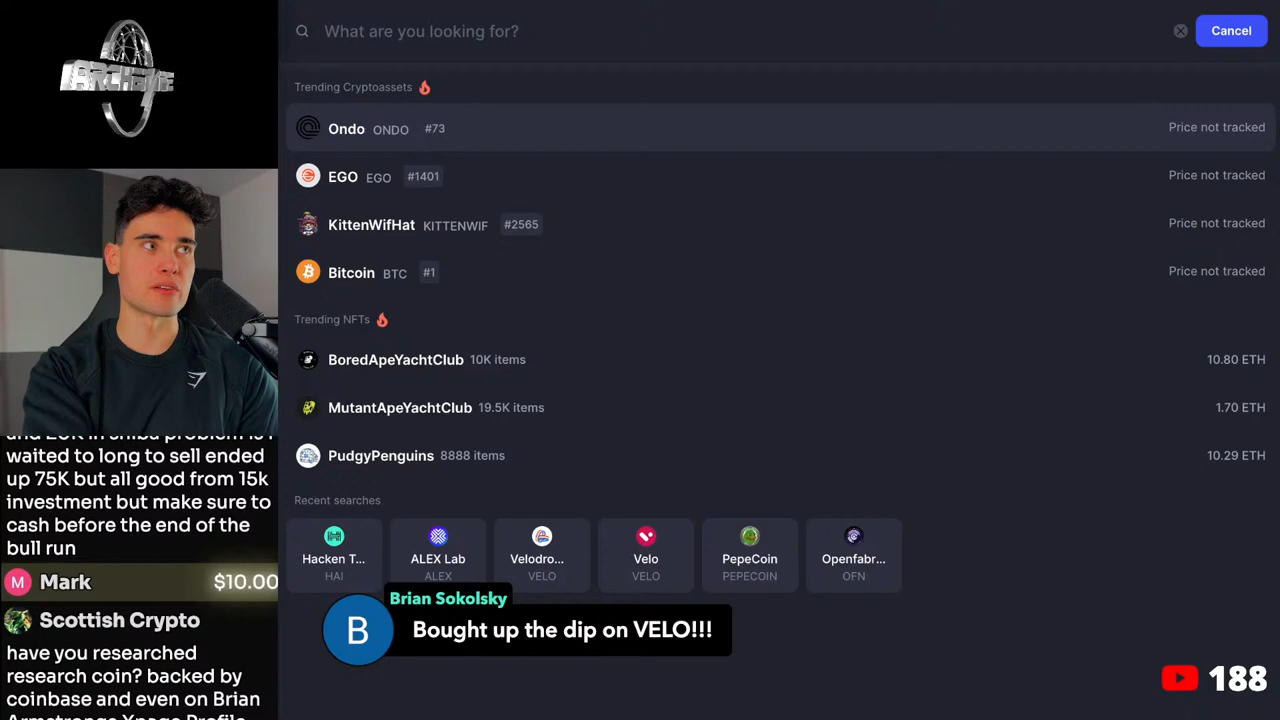 What are you looking for?
Cancel
Trending Cryptoassets
Ondo ONDO #73 Price not tracked
EGO EGO #1401 Price not tracked
KittenWifHat KITTENWIF #2565 Price not tracked
Bitcoin BTC #1 Price not tracked
Trending NFTs
BoredApeYachtClub 10K items 10.80 ETH
MutantApeYachtClub 19.5K items 1.70 ETH
PudgyPenguins 8888 items 10.29 ETH
Recent searches
Hacken T... ALEX Lab Velodro... Velo PepeCoin Openfabr...
HAI ALEX VELO VELO PEPECOIN OFN
waited to long to sell ended
up 75K but all good from 15k
investment but make sure to
cash before the end of the
bull run
M Mark $10.00
Scottish Crypto
have you researched
research coin? backed by
coinbase and even on Brian
Armstrongs Xpage Profile
Brian Sokolsky
B Bought up the dip on VELO!!!
188